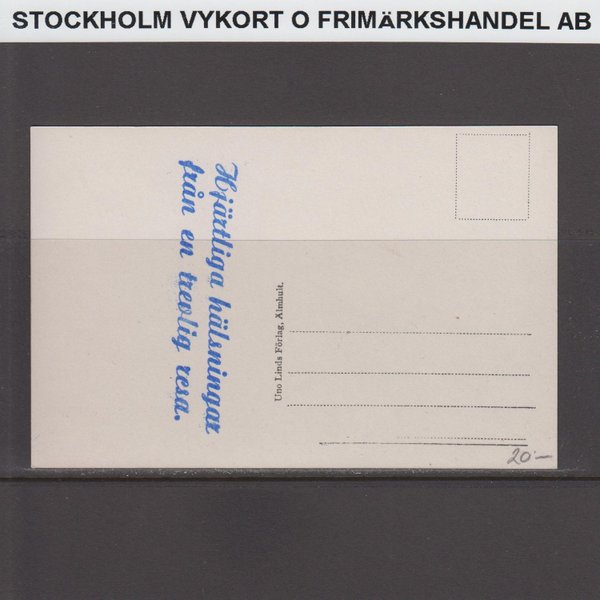 STOCKHOLM VYKORT O FRIMäRKSHANDEL AB
Hjärtliga hälsningar
från en trevlig resa.
Uno Linds Förlag, Älmhult.
20:—